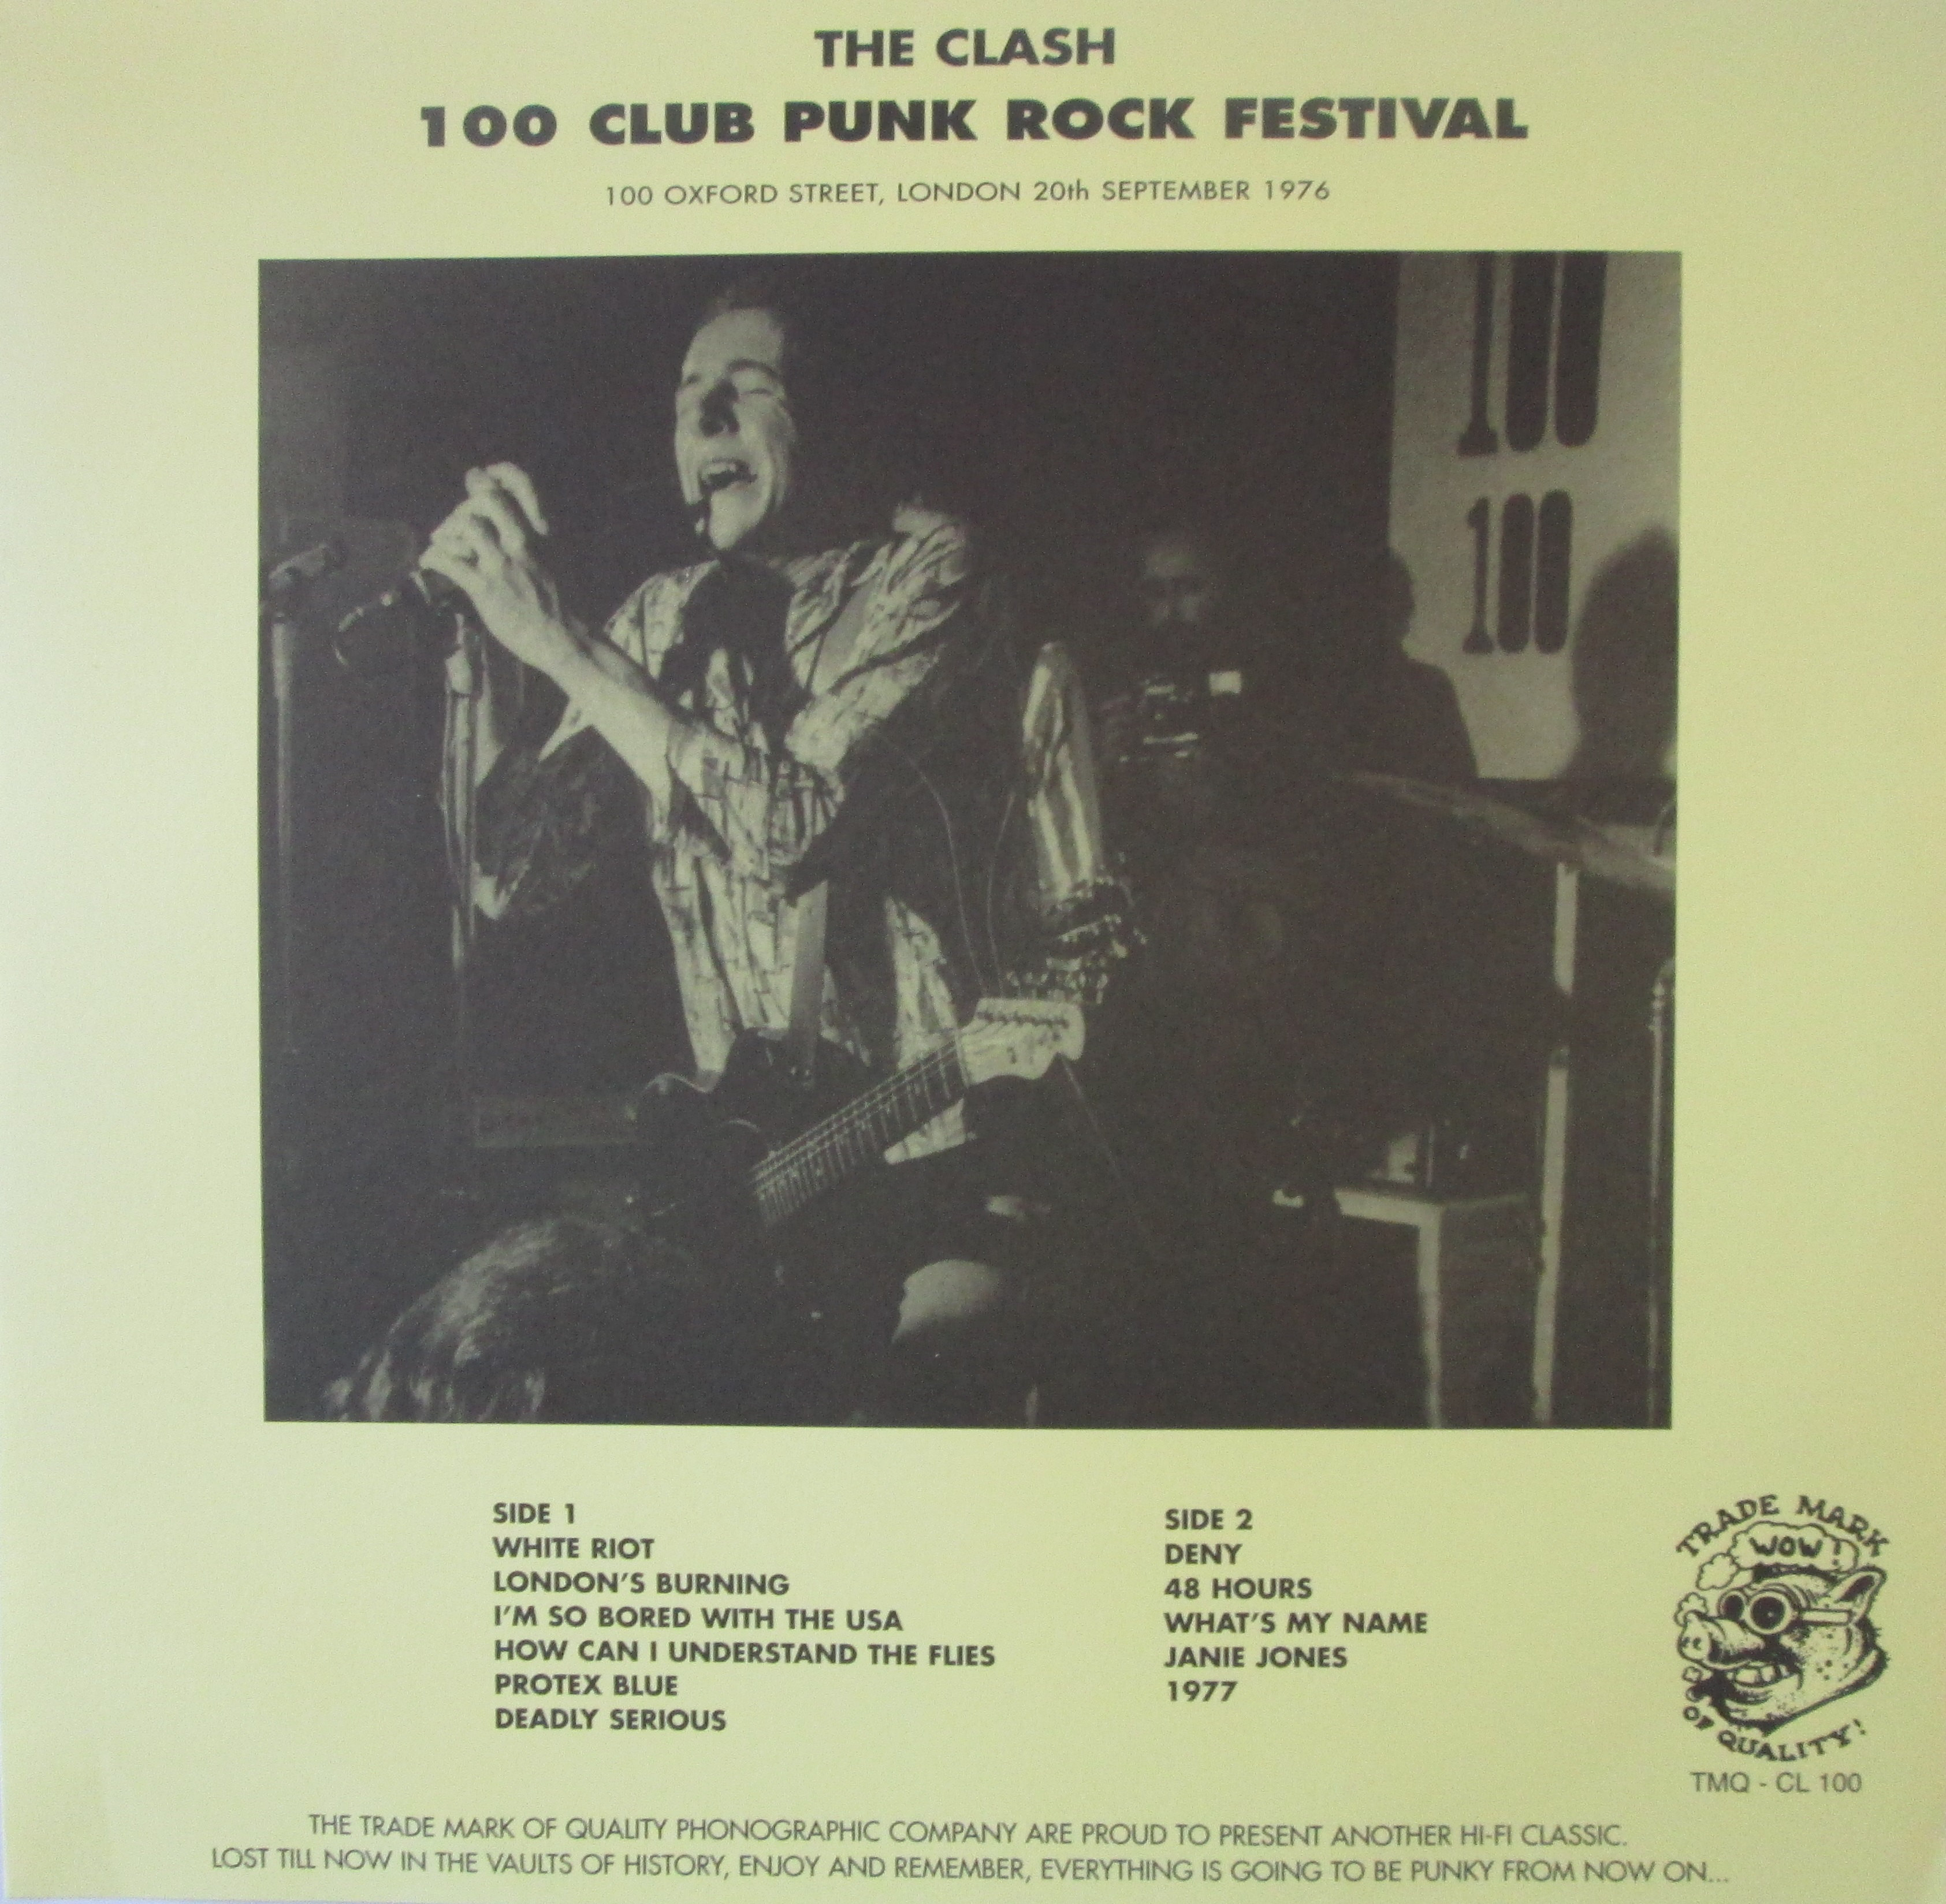 THE CLASH
100 CLUB PUNK ROCK FESTIVAL
100 OXFORD STREET, LONDON 20th SEPTEMBER 1976
100
100
SIDE 1
WHITE RIOT
LONDON'S BURNING
I'M SO BORED WITH THE USA
HOW CAN I UNDERSTAND THE FLIES
PROTEX BLUE
DEADLY SERIOUS
SIDE 2
DENY
48 HOURS
WHAT'S MY NAME
JANIE JONES
1977
TRADE MARK
WOW!
OF QUALITY!
TMQ - CL 100
THE TRADE MARK OF QUALITY PHONOGRAPHIC COMPANY ARE PROUD TO PRESENT ANOTHER HI-FI CLASSIC.
LOST TILL NOW IN THE VAULTS OF HISTORY, ENJOY AND REMEMBER, EVERYTHING IS GOING TO BE PUNKY FROM NOW ON...